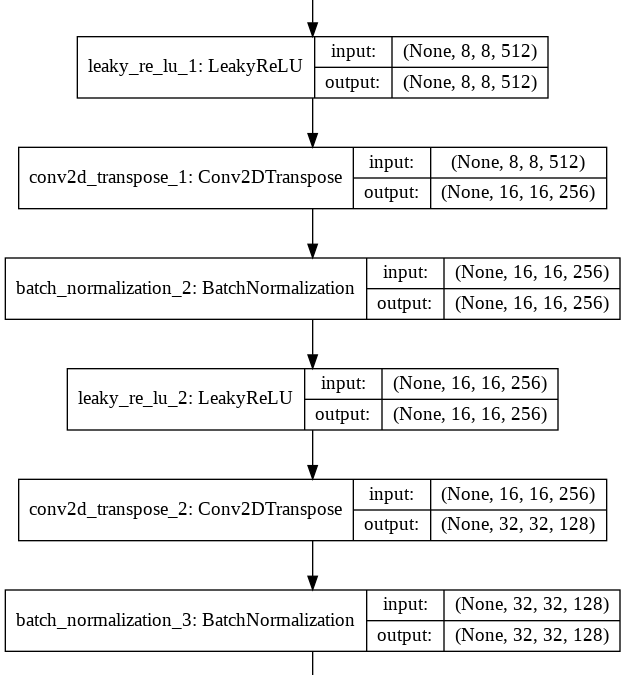 leaky_re_lu_1: LeakyReLU
input: (None, 8, 8, 512)
output: (None, 8, 8, 512)
conv2d_transpose_1: Conv2DTranspose
input: (None, 8, 8, 512)
output: (None, 16, 16, 256)
batch_normalization_2: BatchNormalization
input: (None, 16, 16, 256)
output: (None, 16, 16, 256)
leaky_re_lu_2: LeakyReLU
input: (None, 16, 16, 256)
output: (None, 16, 16, 256)
conv2d_transpose_2: Conv2DTranspose
input: (None, 16, 16, 256)
output: (None, 32, 32, 128)
batch_normalization_3: BatchNormalization
input: (None, 32, 32, 128)
output: (None, 32, 32, 128)